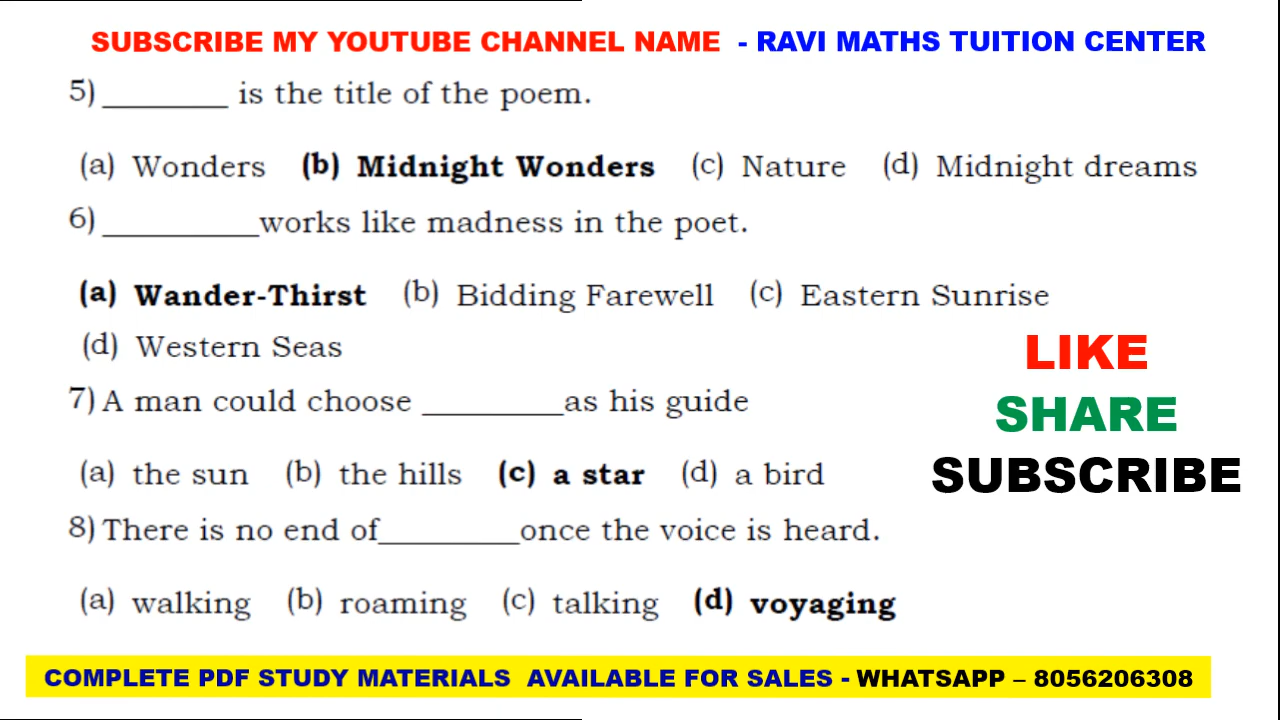 SUBSCRIBE MY YOUTUBE CHANNEL NAME - RAVI MATHS TUITION CENTER
5) ________ is the title of the poem.
(a) Wonders (b) Midnight Wonders (c) Nature (d) Midnight dreams
6) __________works like madness in the poet.
(a) Wander-Thirst (b) Bidding Farewell (c) Eastern Sunrise
(d) Western Seas
7) A man could choose _________as his guide
(a) the sun (b) the hills (c) a star (d) a bird
8) There is no end of_________once the voice is heard.
(a) walking (b) roaming (c) talking (d) voyaging
LIKE
SHARE
SUBSCRIBE
COMPLETE PDF STUDY MATERIALS AVAILABLE FOR SALES - WHATSAPP – 8056206308